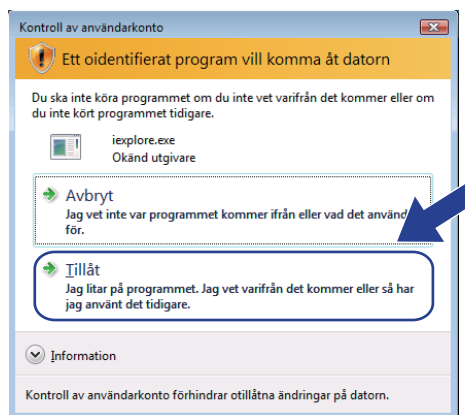 Kontroll av användarkonto
Ett oidentifierat program vill komma åt datorn
Du ska inte köra programmet om du inte vet varifrån det kommer eller om
du inte kört programmet tidigare.
iexplore.exe
Okänd utgivare
Avbryt
Jag vet inte var programmet kommer ifrån eller vad det använd
för.
Tillåt
Jag litar på programmet. Jag vet varifrån det kommer eller så har
jag använt det tidigare.
Information
Kontroll av användarkonto förhindrar otillåtna ändringar på datorn.